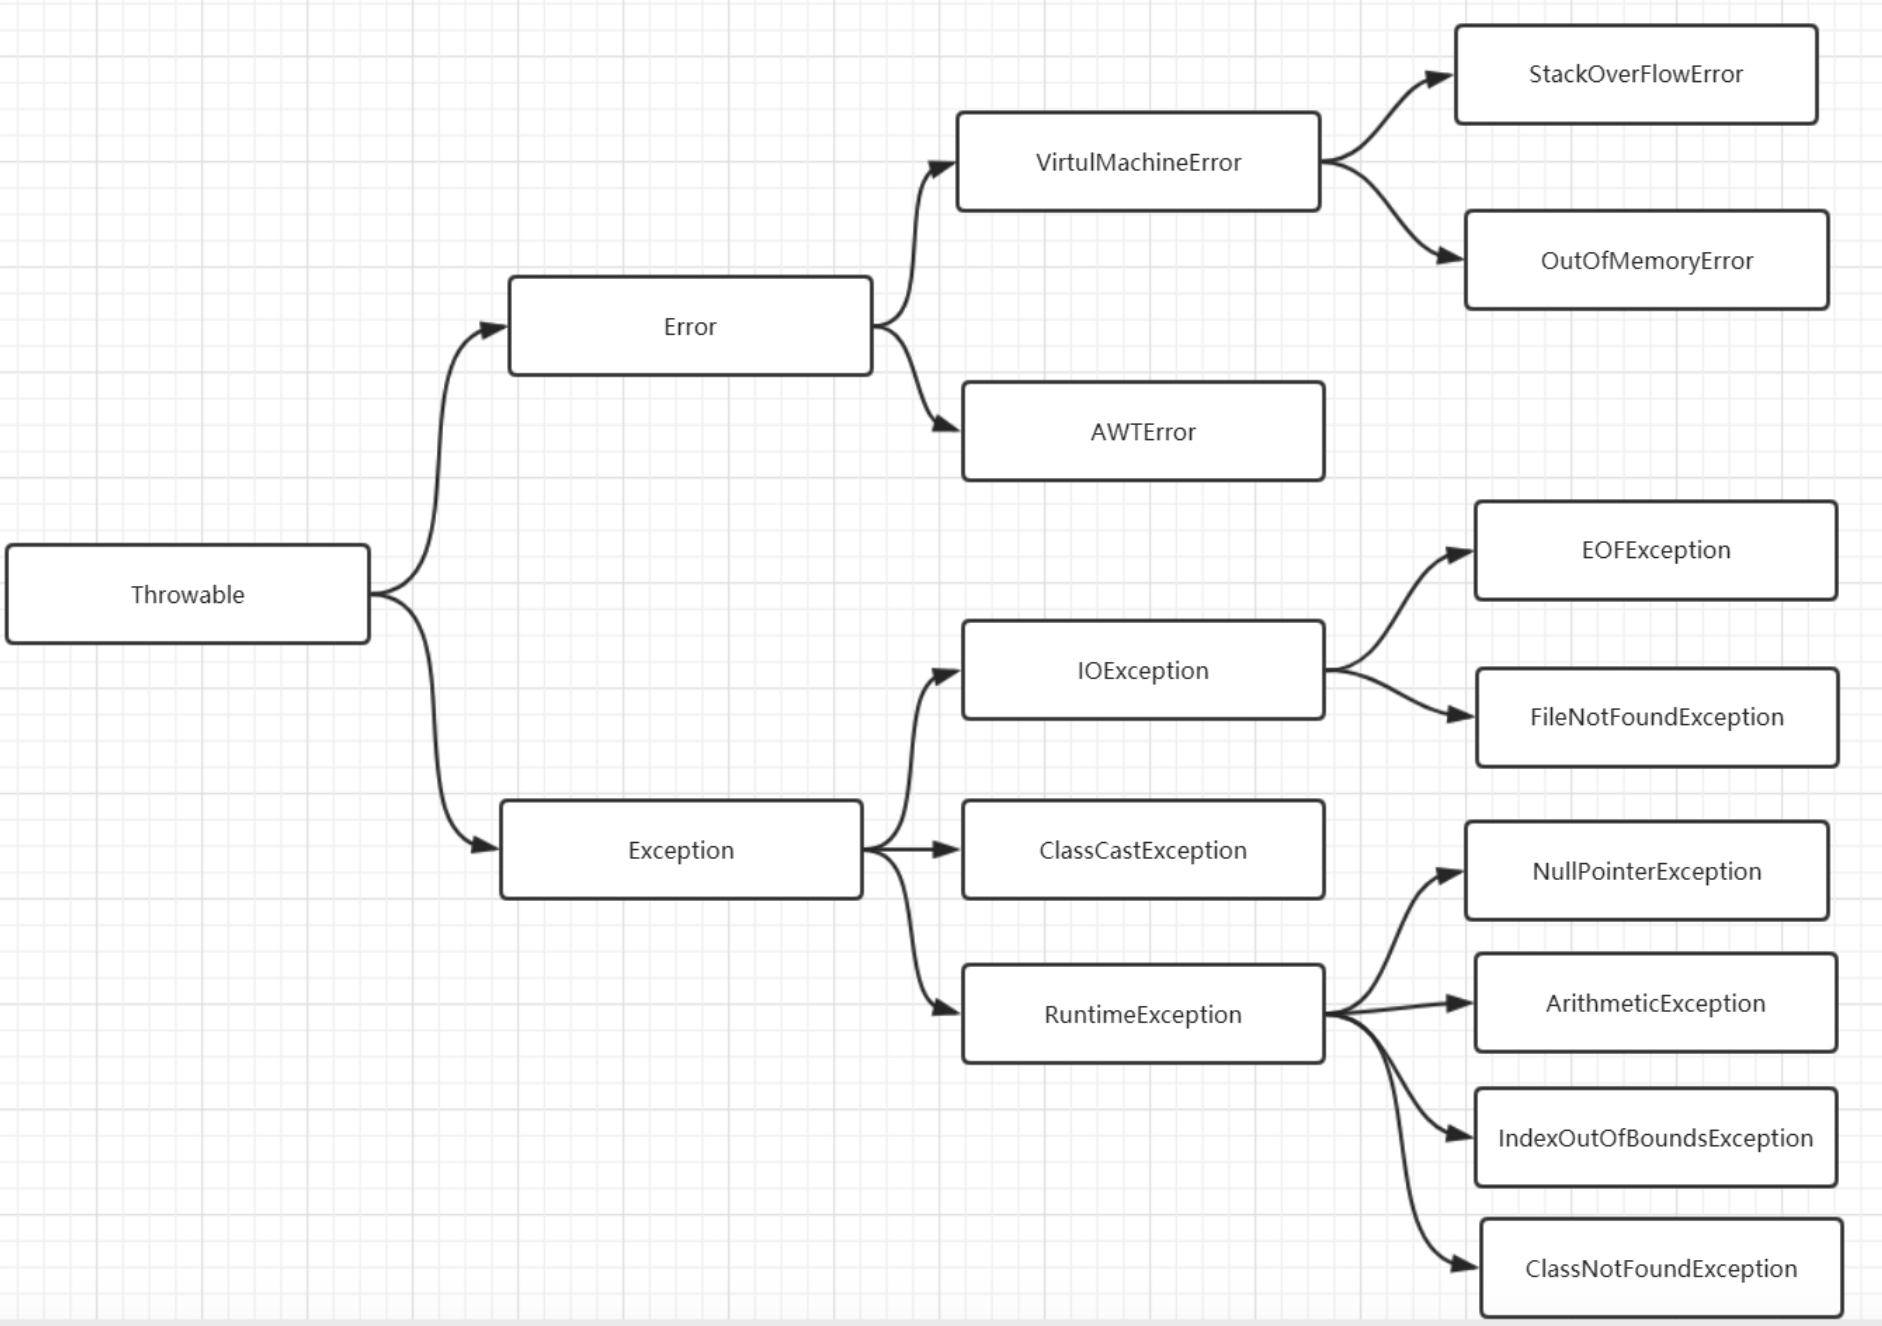 StackOverFlowError
VirtulMachineError
OutOfMemoryError
Error
AWTError
EOFException
Throwable
IOException
FileNotFoundException
Exception
ClassCastException
NullPointerException
ArithmeticException
RuntimeException
IndexOutOfBoundsException
ClassNotFoundException